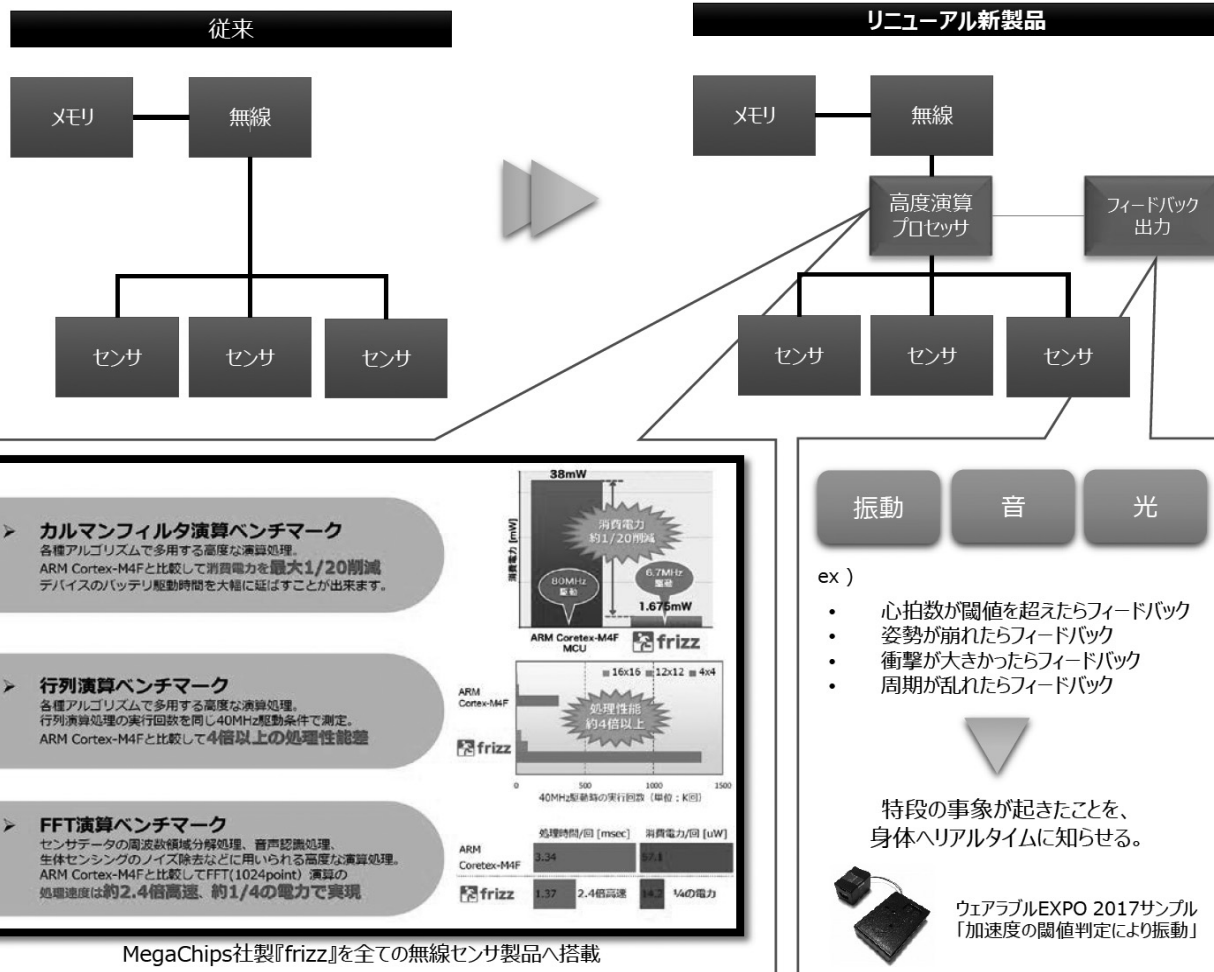 従来
リニューアル新製品
メモリ
無線
センサ
センサ
センサ
メモリ
無線
高度演算
プロセッサ
フィードバック
出力
センサ
センサ
センサ
➢ カルマンフィルタ演算ベンチマーク
各種アルゴリズムで多用する高度な演算処理。
ARM Cortex-M4Fと比較して消費電力を最大1/20削減
デバイスのバッテリ駆動時間を大幅に延ばすことが出来ます。
38mW
消費電力 [mW]
消費電力
約1/20削減
80MHz
駆動
6.7MHz
駆動
1.675mW
ARM Coretex-M4F
MCU
frizz
➢ 行列演算ベンチマーク
各種アルゴリズムで多用する高度な演算処理。
行列演算処理の実行回数を同じ40MHz駆動条件で測定。
ARM Cortex-M4Fと比較して4倍以上の処理性能差
16x16 12x12 4x4
ARM
Cortex-M4F
処理性能
約4倍以上
frizz
0 500 1000 1500
40MHz駆動時の実行回数（単位：K回）
➢ FFT演算ベンチマーク
センサデータの周波数領域分解処理、音声認識処理、
生体センシングのノイズ除去などに用いられる高度な演算処理。
ARM Cortex-M4Fと比較してFFT(1024point）演算の
処理速度は約2.4倍高速、約1/4の電力で実現
処理時間/回 [msec] 消費電力/回 [uW]
ARM
Coretex-M4F
3.34 57.1
frizz 1.37 2.4倍高速 14.2 ¼の電力
MegaChips社製『frizz』を全ての無線センサ製品へ搭載
振動
音
光
ex )
• 心拍数が閾値を超えたらフィードバック
• 姿勢が崩れたらフィードバック
• 衝撃が大きかったらフィードバック
• 周期が乱れたらフィードバック
特段の事象が起きたことを、
身体へリアルタイムに知らせる。
ウェアラブルEXPO 2017サンプル
「加速度の閾値判定により振動」